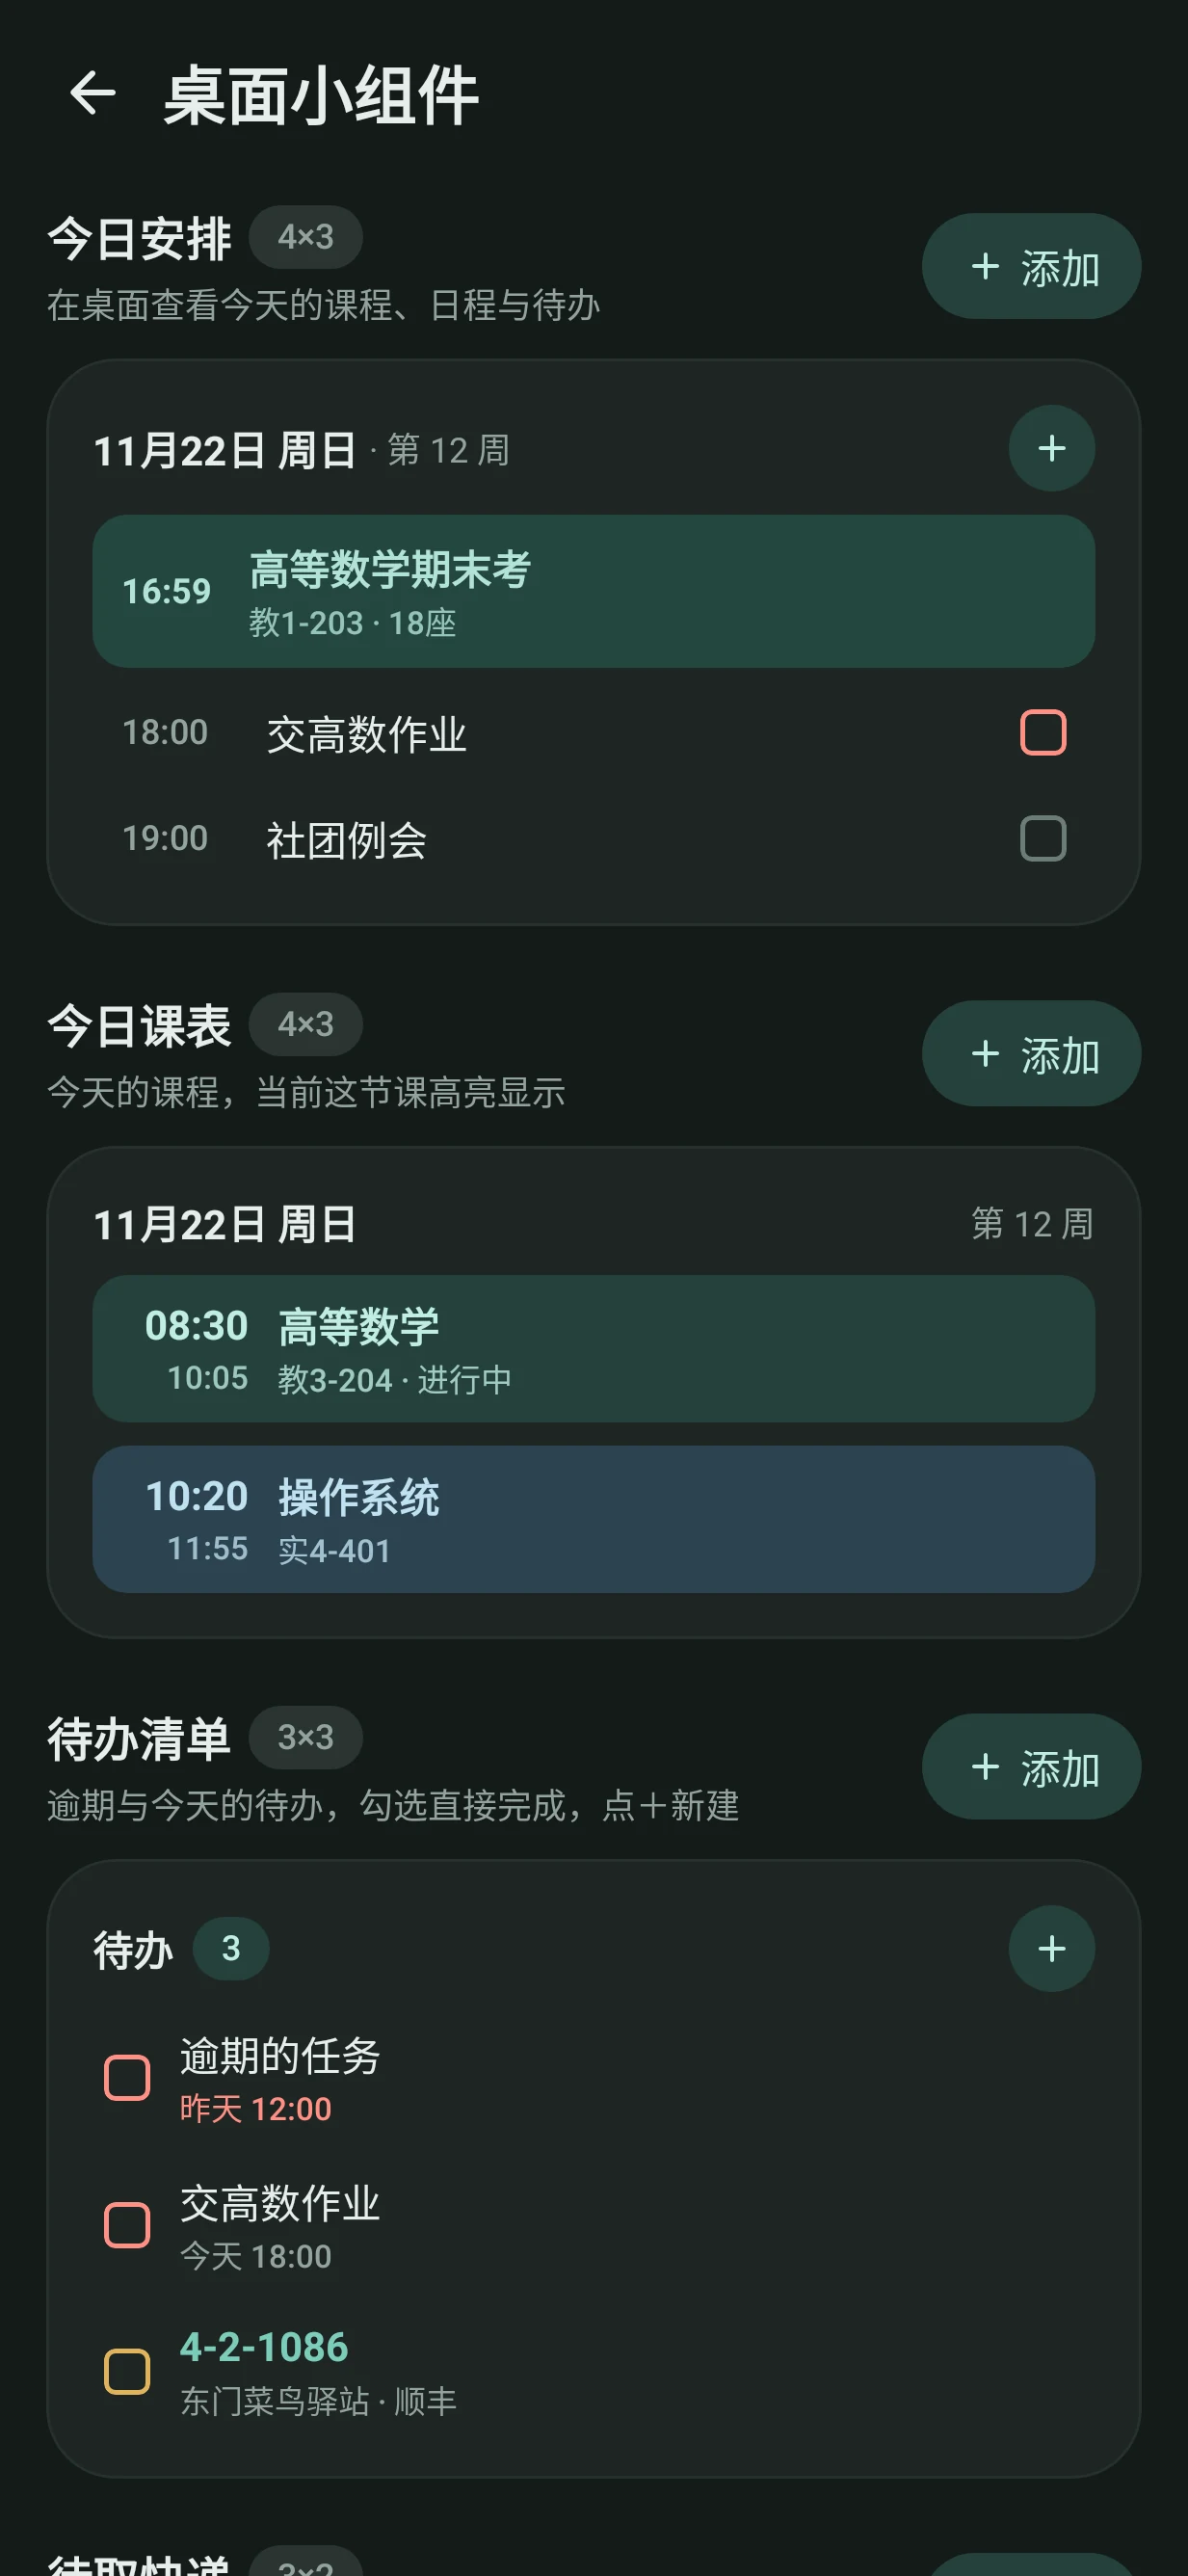 桌面小组件
今日安排 4×3
+ 添加
在桌面查看今天的课程、日程与待办
11月22日 周日 · 第 12 周
+
16:59 高等数学期末考
教1-203 · 18座
18:00 交高数作业
19:00 社团例会
今日课表 4×3
+ 添加
今天的课程，当前这节课高亮显示
11月22日 周日 第 12 周
08:30 高等数学
10:05 教3-204 · 进行中
10:20 操作系统
11:55 实4-401
待办清单 3×3
+ 添加
逾期与今天的待办，勾选直接完成，点＋新建
待办 3
+
逾期的任务
昨天 12:00
交高数作业
今天 18:00
4-2-1086
东门菜鸟驿站 · 顺丰
待取快递 3×2